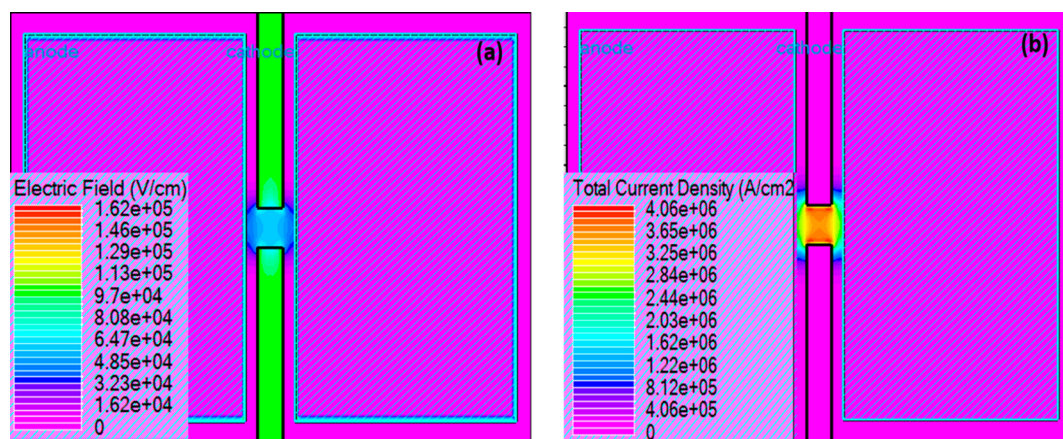 anode
cathode
(a)
Electric Field (V/cm)
1.62e+05
1.46e+05
1.29e+05
1.13e+05
9.7e+04
8.08e+04
6.47e+04
4.85e+04
3.23e+04
1.62e+04
0
anode
cathode
(b)
Total Current Density (A/cm2
4.06e+06
3.65e+06
3.25e+06
2.84e+06
2.44e+06
2.03e+06
1.62e+06
1.22e+06
8.12e+05
4.06e+05
0